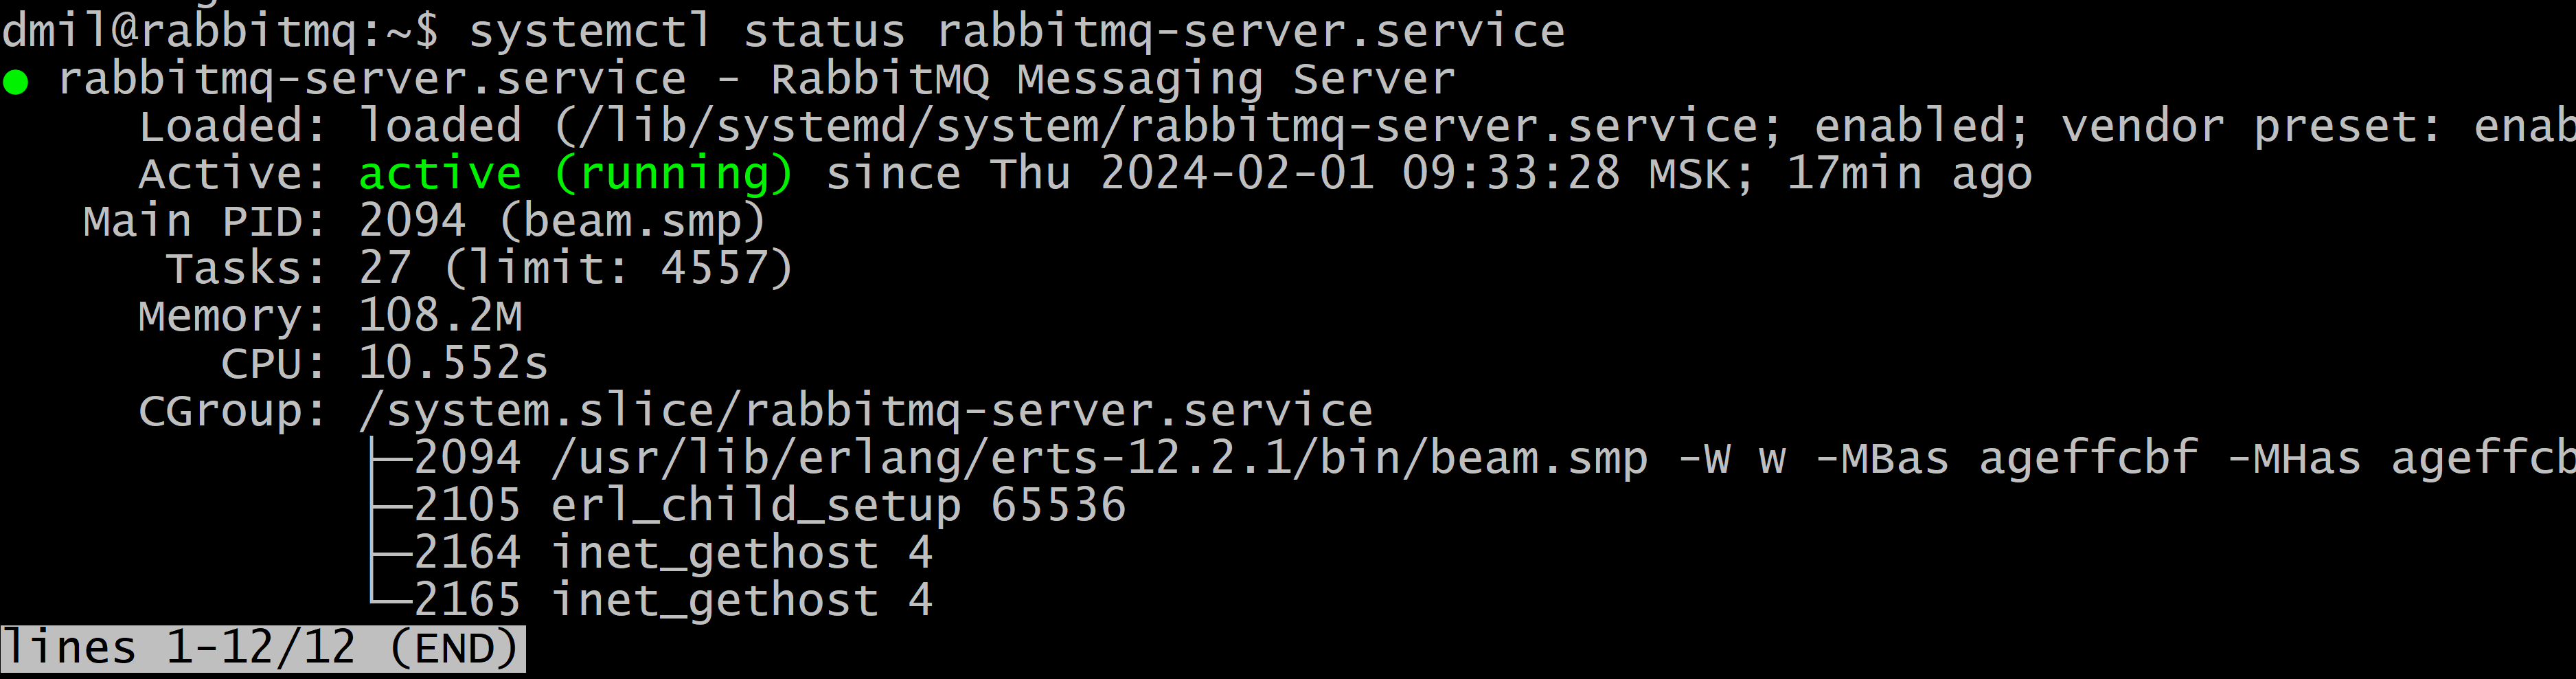 dmil@rabbitmq:~$ systemctl status rabbitmq-server.service
● rabbitmq-server.service - RabbitMQ Messaging Server
Loaded: loaded (/lib/systemd/system/rabbitmq-server.service; enabled; vendor preset: enab
Active: active (running) since Thu 2024-02-01 09:33:28 MSK; 17min ago
Main PID: 2094 (beam.smp)
Tasks: 27 (limit: 4557)
Memory: 108.2M
CPU: 10.552s
CGroup: /system.slice/rabbitmq-server.service
├─2094 /usr/lib/erlang/erts-12.2.1/bin/beam.smp -W w -MBas ageffcbf -MHas ageffcb
├─2105 erl_child_setup 65536
├─2164 inet_gethost 4
└─2165 inet_gethost 4
lines 1-12/12 (END)